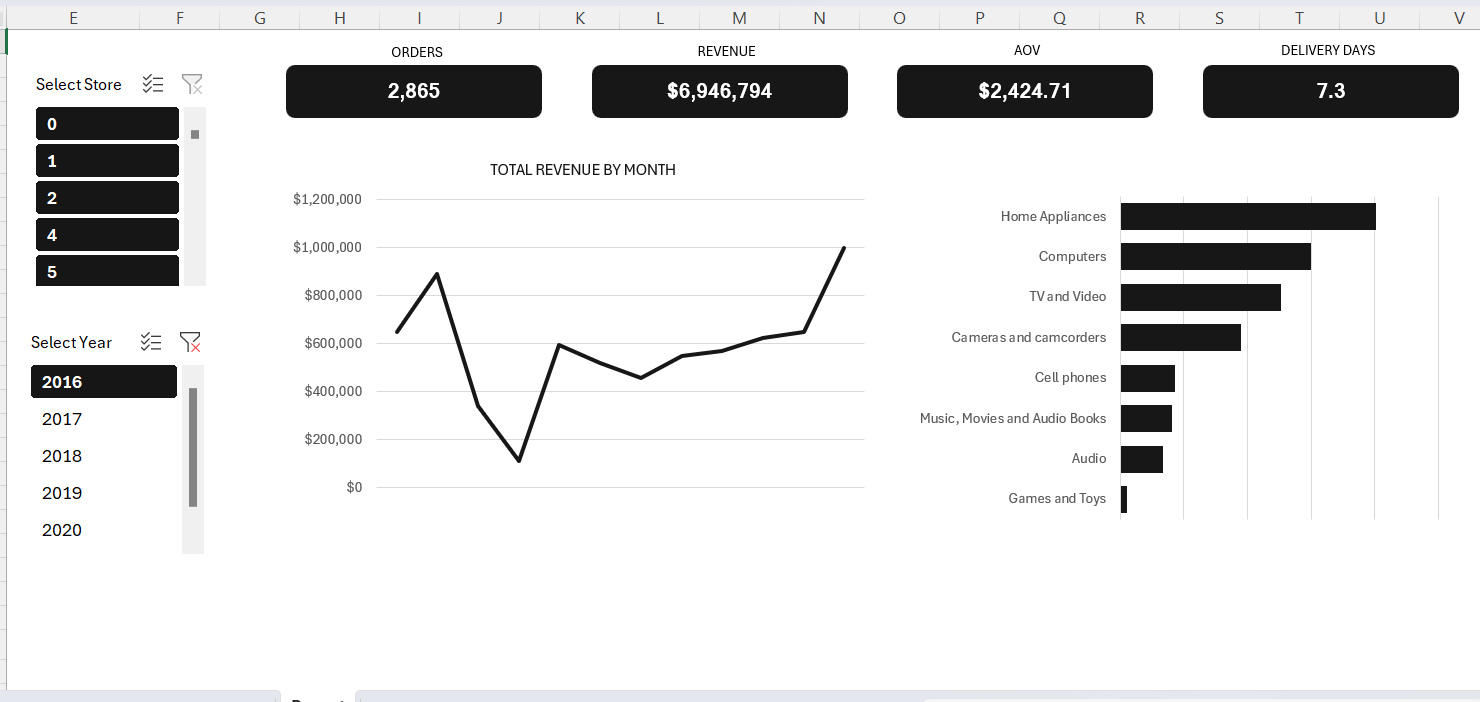 E F G H I J K L M N O P Q R S T U V
ORDERS REVENUE AOV DELIVERY DAYS
2,865 $6,946,794 $2,424.71 7.3
Select Store
0
1
2
4
5
Select Year
2016
2017
2018
2019
2020
TOTAL REVENUE BY MONTH
$1,200,000
$1,000,000
$800,000
$600,000
$400,000
$200,000
$0
Home Appliances
Computers
TV and Video
Cameras and camcorders
Cell phones
Music, Movies and Audio Books
Audio
Games and Toys